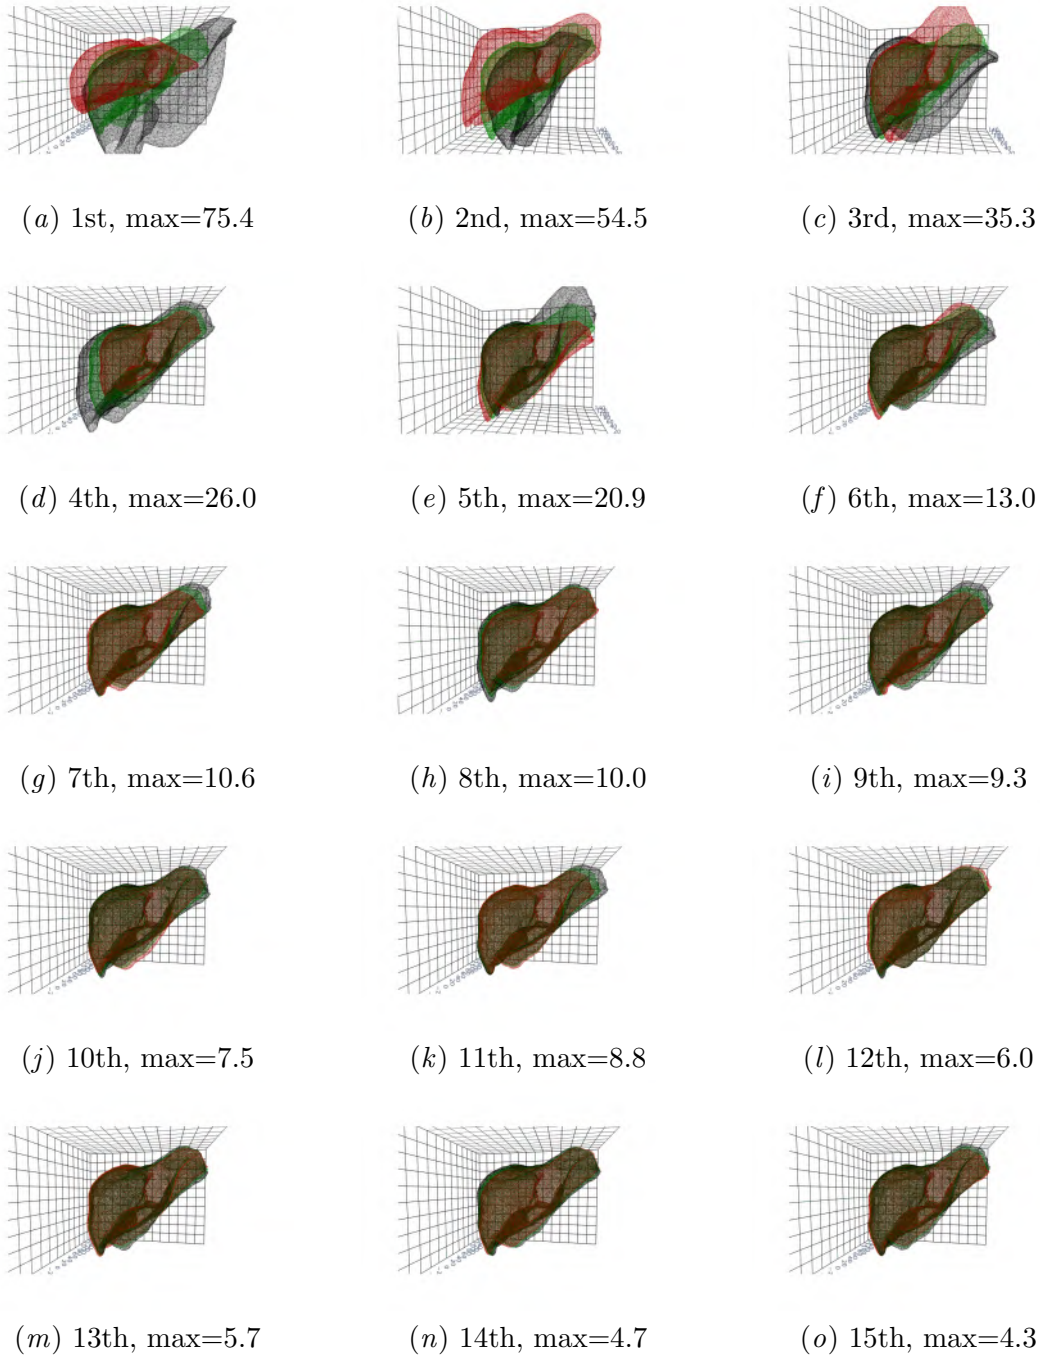 (a) 1st, max=75.4
(b) 2nd, max=54.5
(c) 3rd, max=35.3
(d) 4th, max=26.0
(e) 5th, max=20.9
(f) 6th, max=13.0
(g) 7th, max=10.6
(h) 8th, max=10.0
(i) 9th, max=9.3
(j) 10th, max=7.5
(k) 11th, max=8.8
(l) 12th, max=6.0
(m) 13th, max=5.7
(n) 14th, max=4.7
(o) 15th, max=4.3